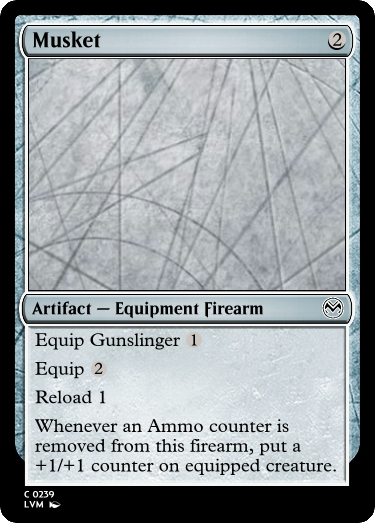 Musket 2
Artifact — Equipment Firearm
Equip Gunslinger 1
Equip 2
Reload 1
Whenever an Ammo counter is
removed from this firearm, put a
+1/+1 counter on equipped creature.
C 0239
LVM